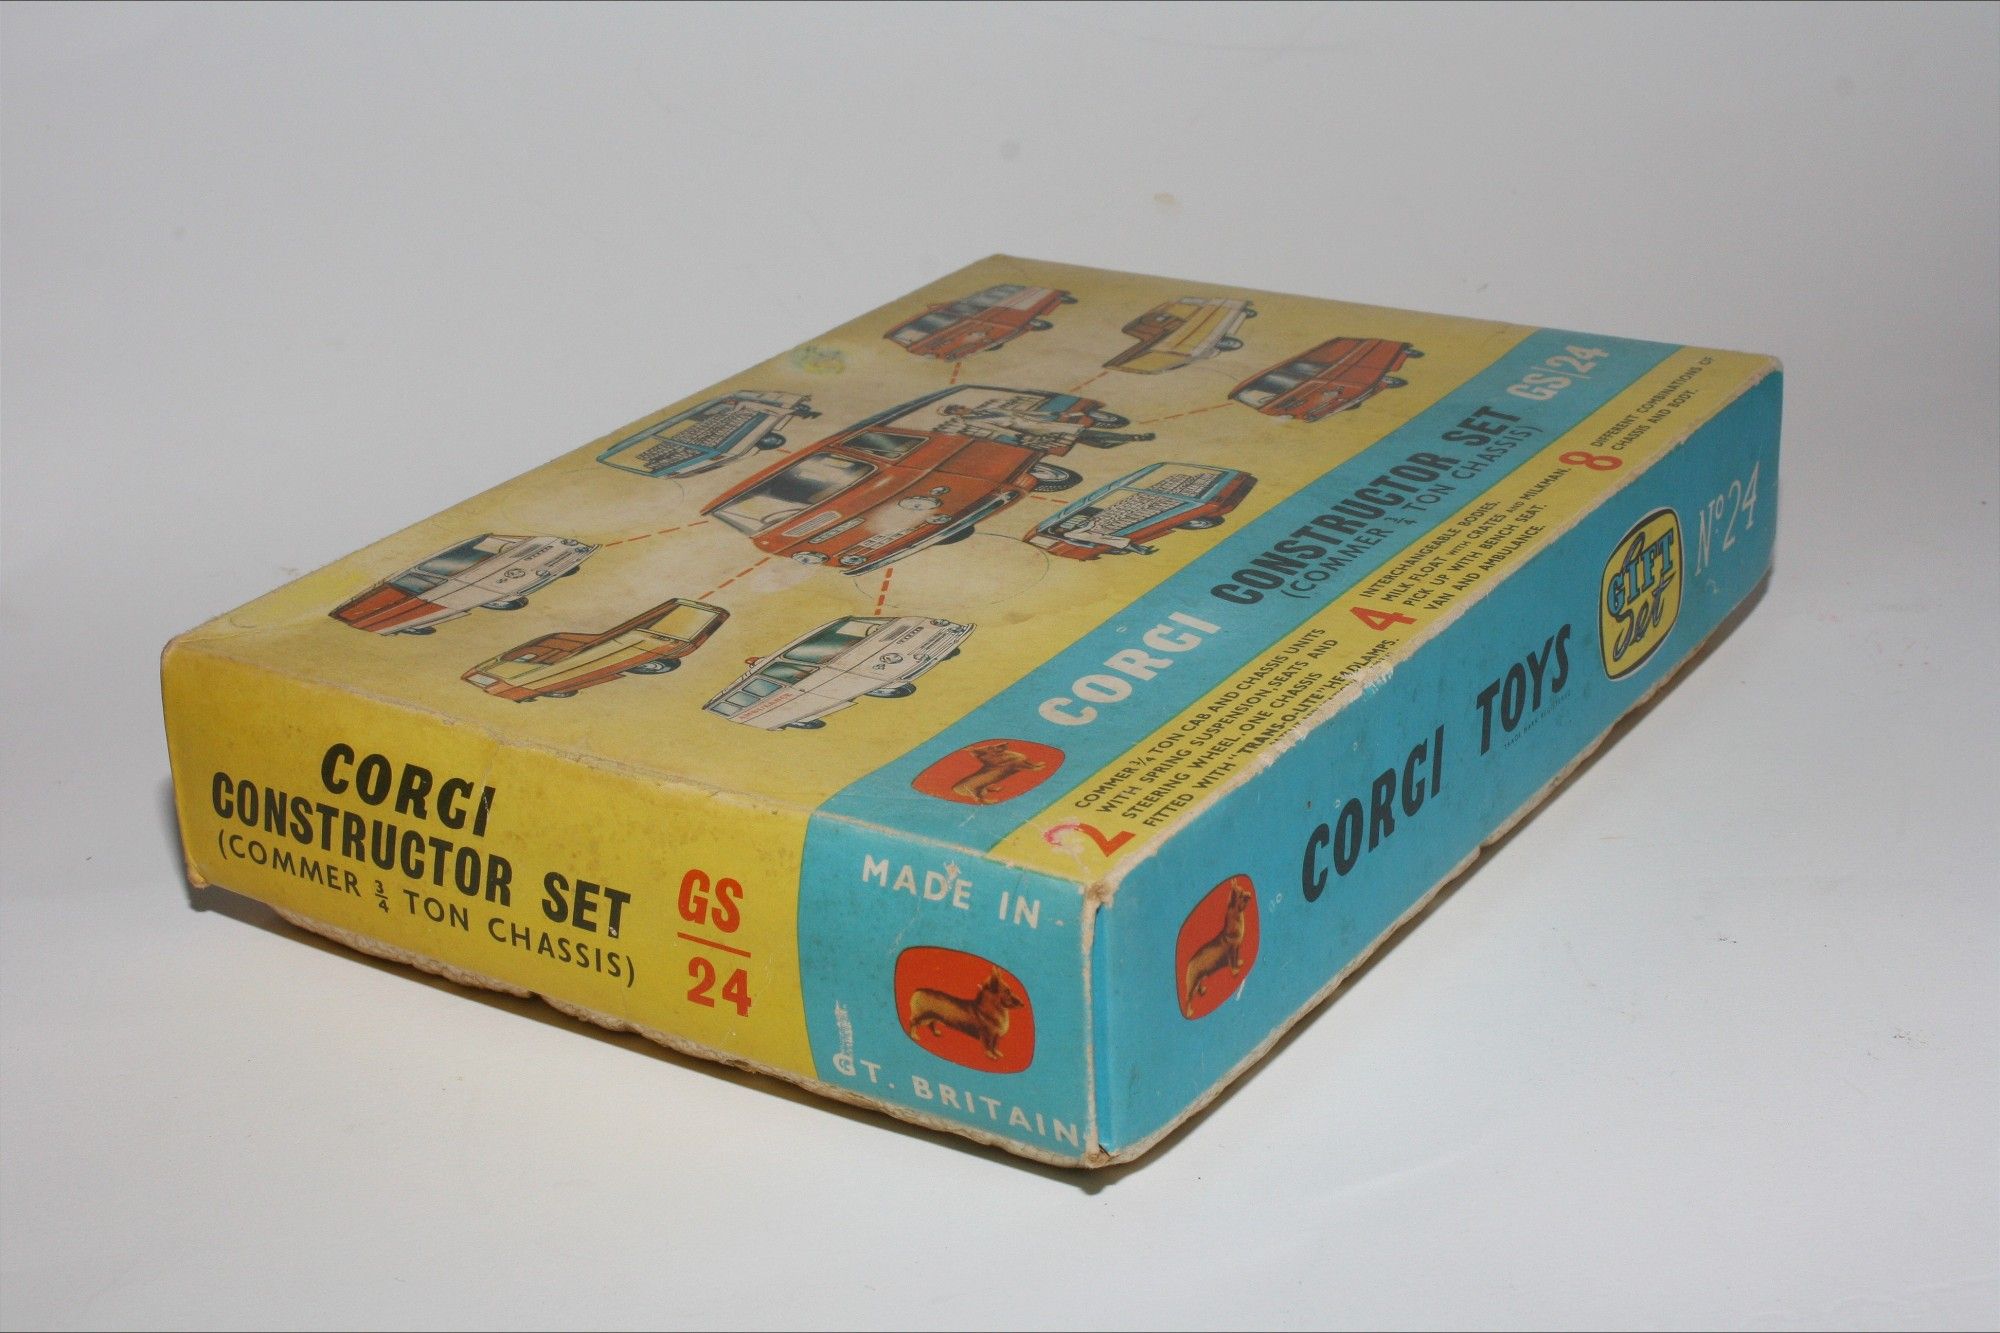 CORGI CONSTRUCTOR SET GS/24
(COMMER 3/4 TON CHASSIS)
2 COMMER 3/4 TON CAB AND CHASSIS UNITS
WITH SPRING SUSPENSION, SEATS AND
STEERING WHEEL, ONE CHASSIS
FITTED WITH "TRANS-O-LITE" HEADLAMPS.
4 INTERCHANGEABLE BODIES.
MILK FLOAT WITH CRATES AND MILKMAN.
PICK UP WITH BENCH SEAT.
VAN AND AMBULANCE.
8 DIFFERENT COMBINATIONS OF
CHASSIS AND BODY.
AMBULANCE
CORGI
CONSTRUCTOR SET
(COMMER 3/4 TON CHASSIS)
GS
24
MADE IN
GT. BRITAIN
CORGI TOYS
TRADE MARK REGISTERED
GIFT
Set
No 24